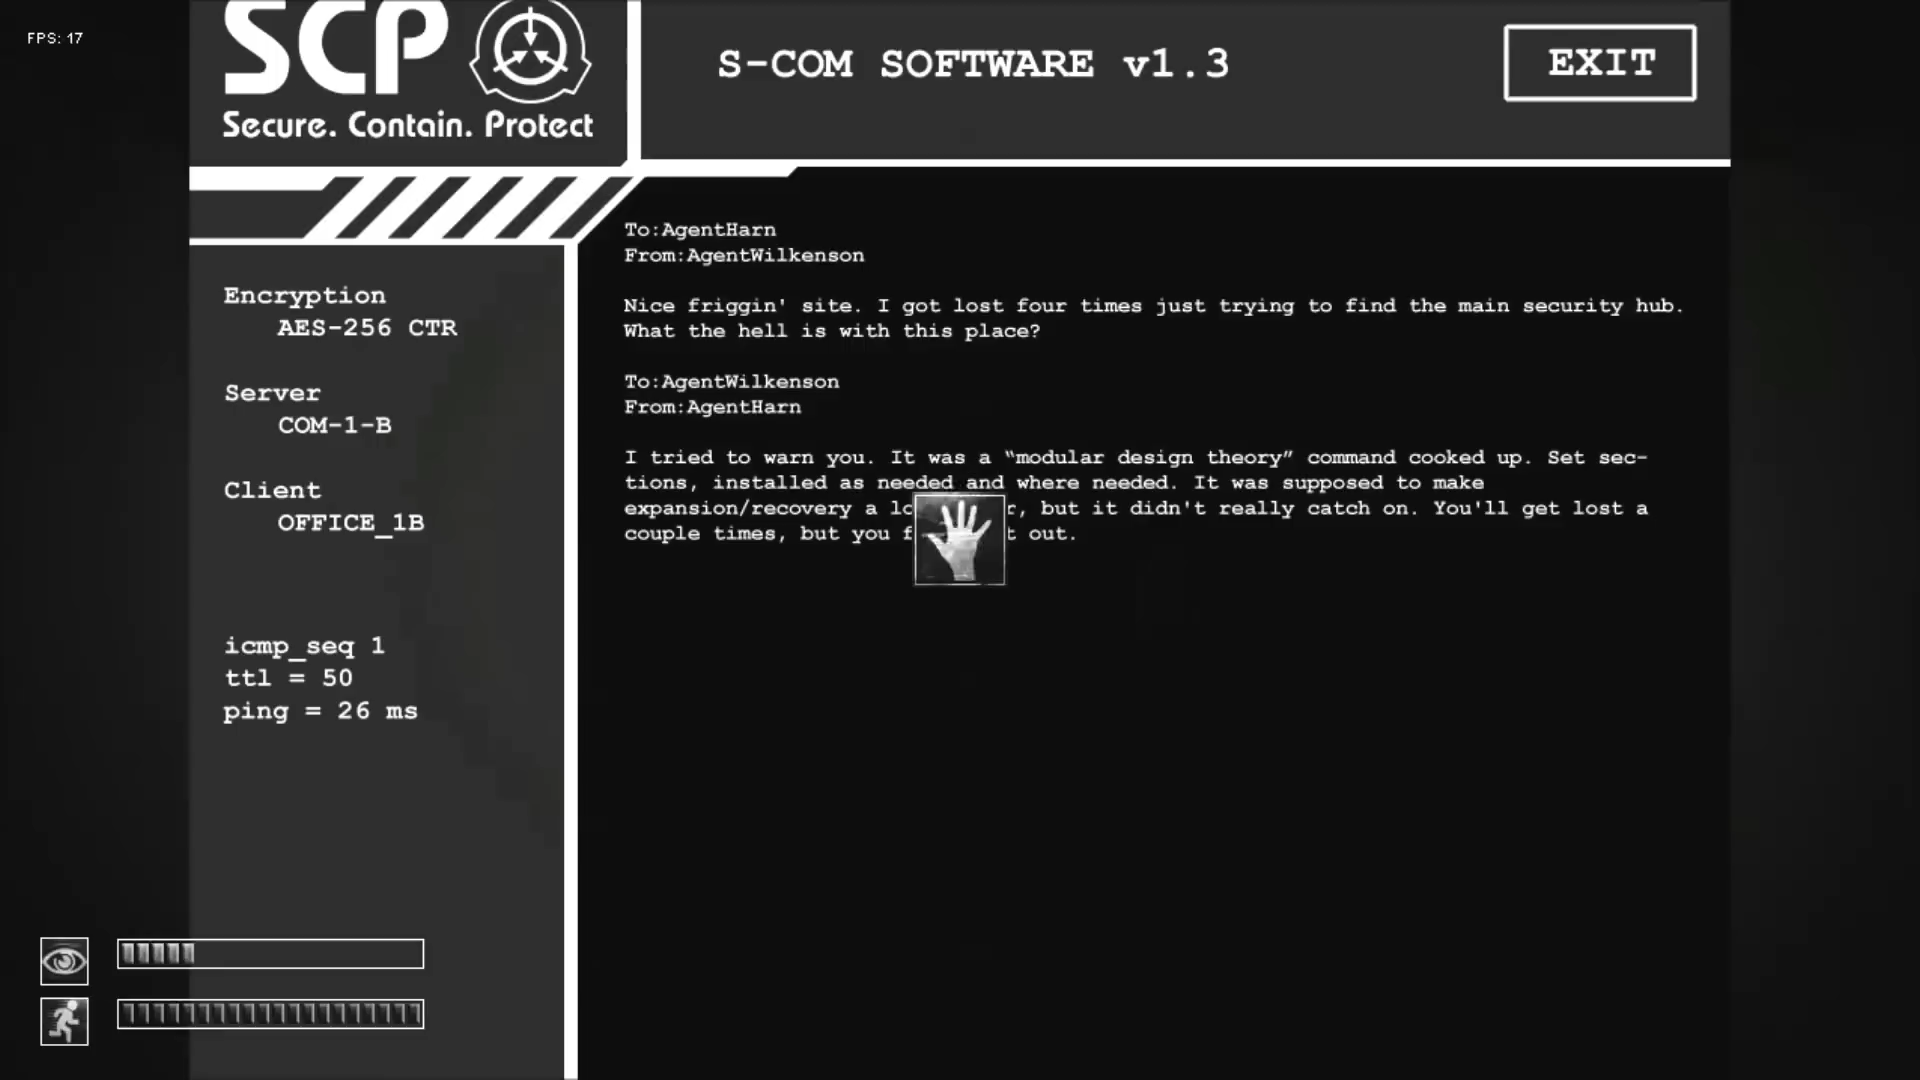 FPS: 17
SCP
Secure. Contain. Protect
S-COM SOFTWARE v1.3
EXIT
Encryption
AES-256 CTR
Server
COM-1-B
Client
OFFICE_1B
icmp_seq 1
ttl = 50
ping = 26 ms
To:AgentHarn
From:AgentWilkenson
Nice friggin' site. I got lost four times just trying to find the main security hub.
What the hell is with this place?
To:AgentWilkenson
From:AgentHarn
I tried to warn you. It was a “modular design theory” command cooked up. Set sec-
tions, installed as needed and where needed. It was supposed to make
expansion/recovery a but it didn't really catch on. You'll get lost a
couple times, but you out.